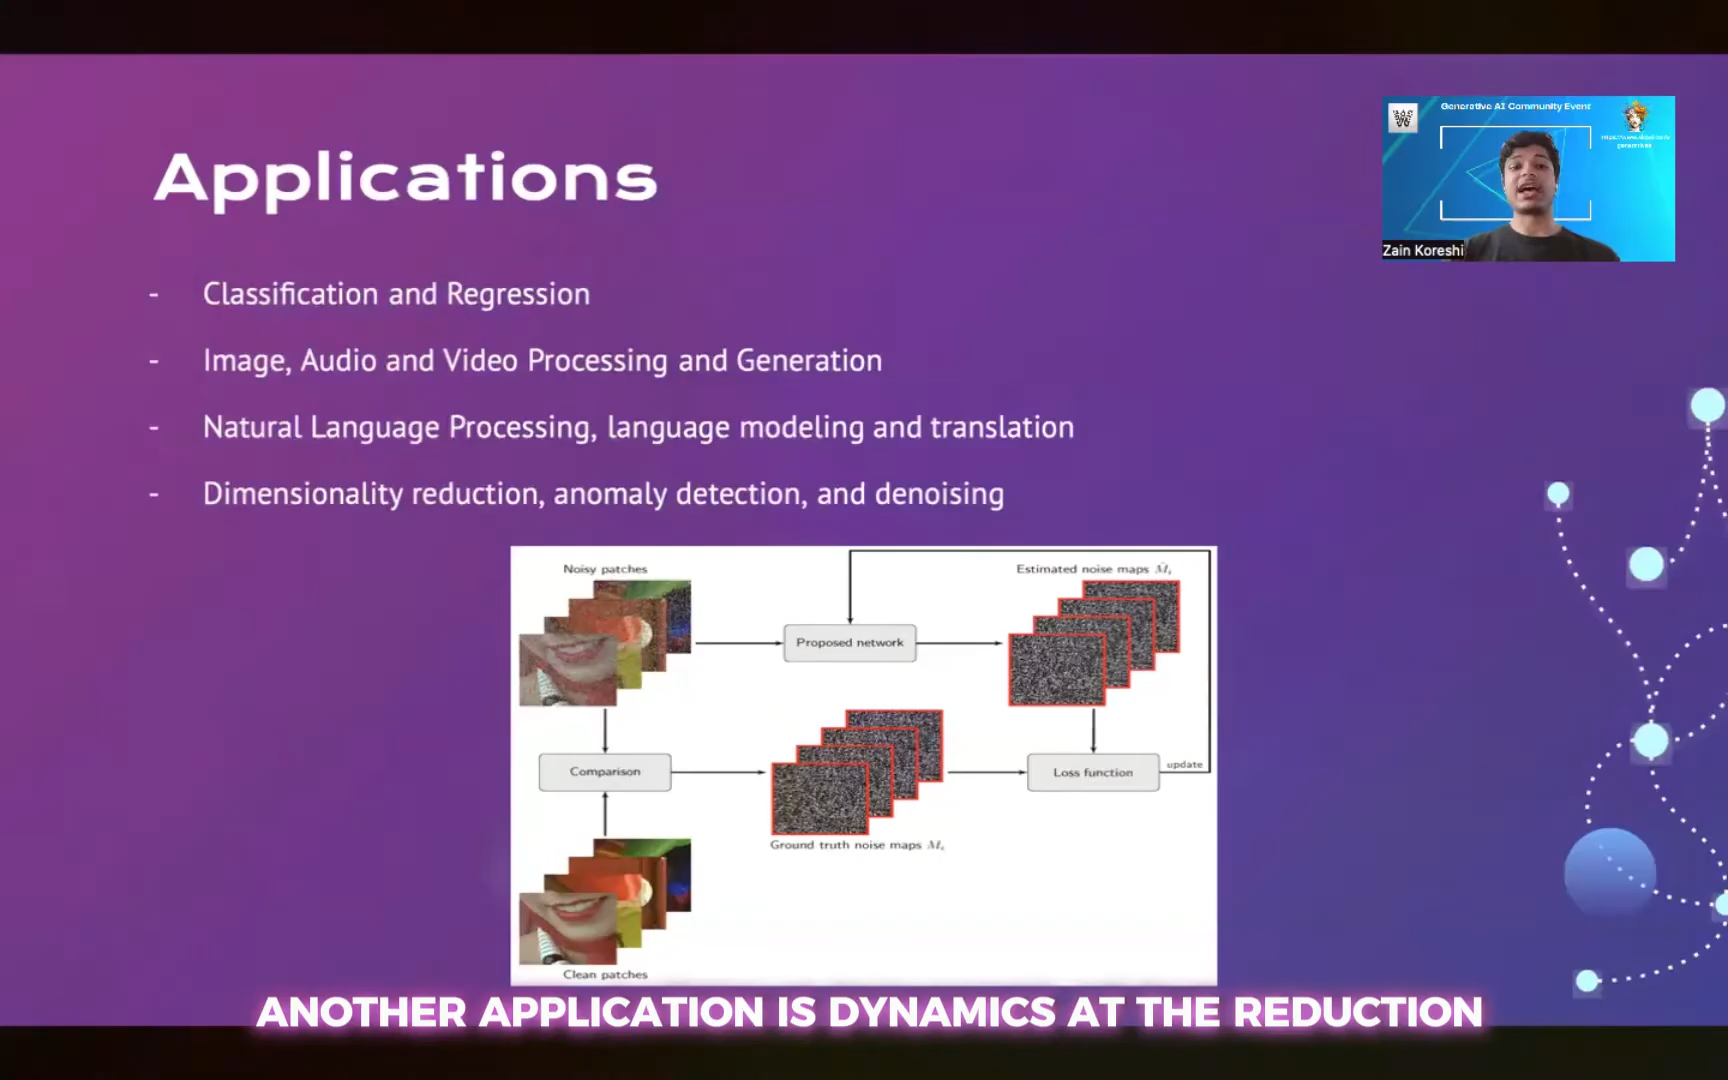 Generative AI Community Event
Applications
Zain Koreshi
- Classification and Regression
- Image, Audio and Video Processing and Generation
- Natural Language Processing, language modeling and translation
- Dimensionality reduction, anomaly detection, and denoising
Noisy patches
Estimated noise maps M̂ᵢ
Proposed network
Comparison
Loss function
update
Ground truth noise maps Mᵢ
Clean patches
ANOTHER APPLICATION IS DYNAMICS AT THE REDUCTION